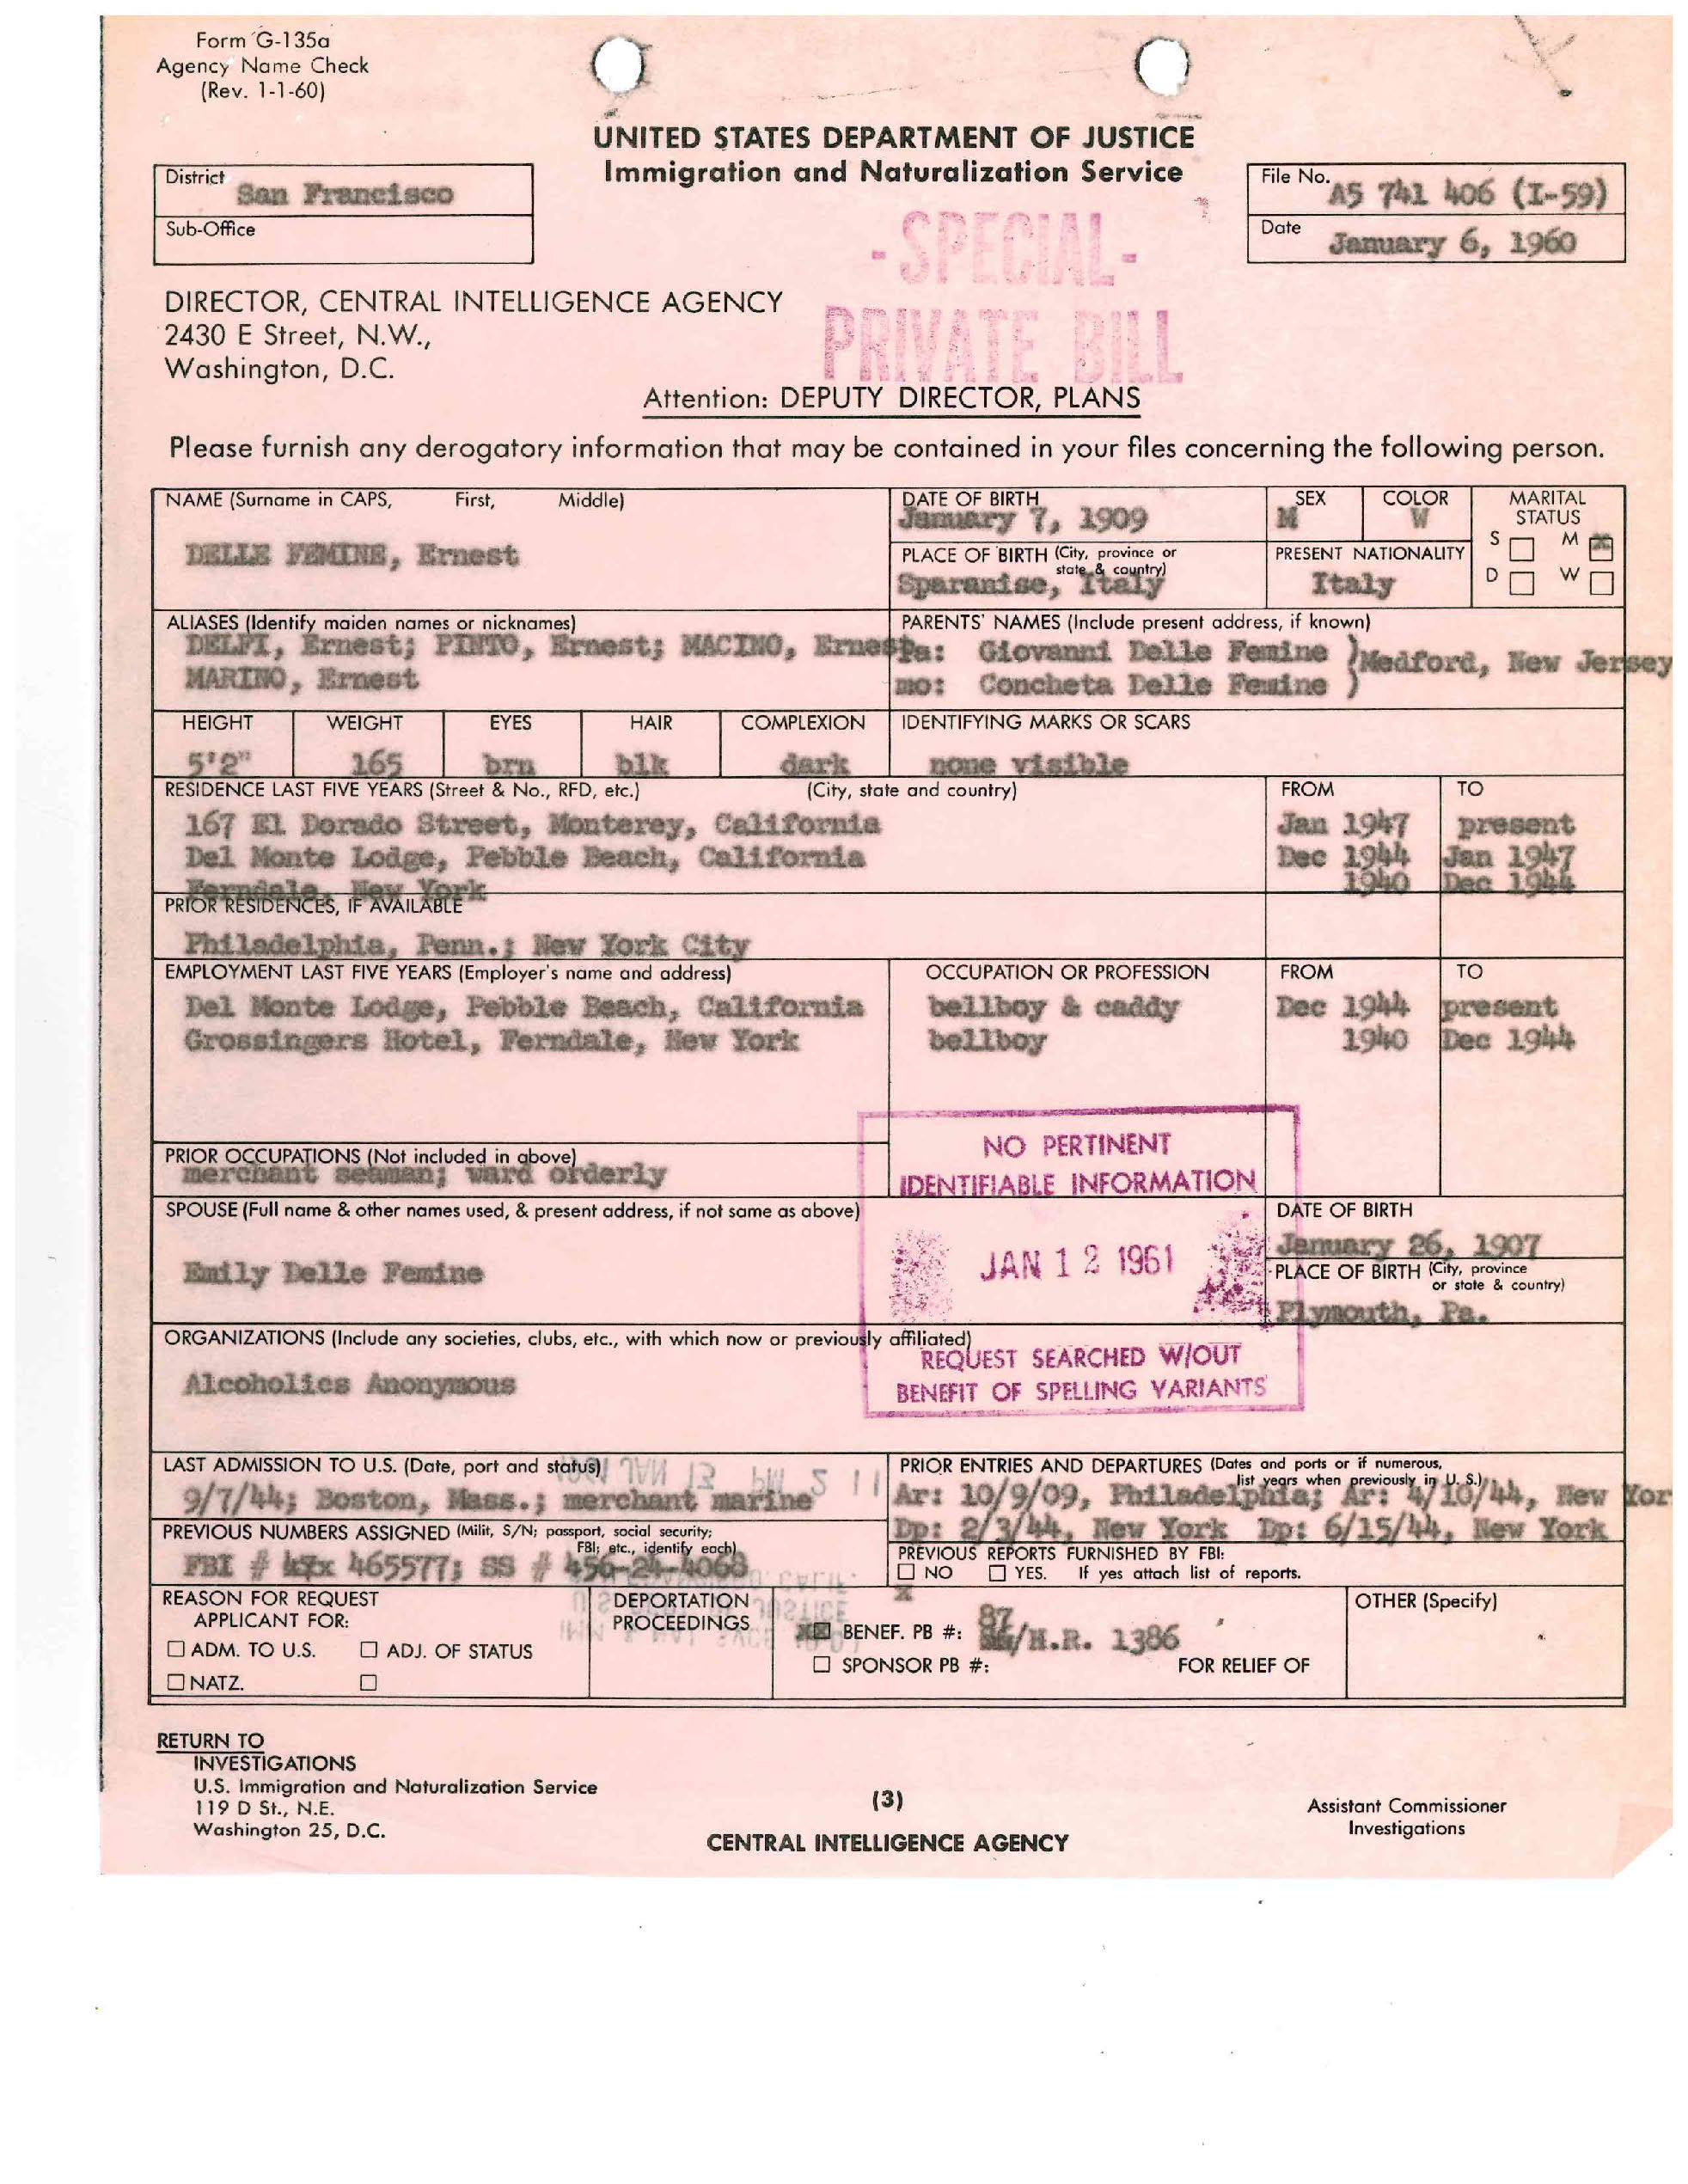 Form G-135a
Agency Name Check
(Rev. 1-1-60)
UNITED STATES DEPARTMENT OF JUSTICE
Immigration and Naturalization Service
District
San Francisco
Sub-Office
File No.
A5 741 406 (I-59)
Date
January 6, 1960
- SPECIAL -
PRIVATE BILL
DIRECTOR, CENTRAL INTELLIGENCE AGENCY
2430 E Street, N.W.,
Washington, D.C.
Attention: DEPUTY DIRECTOR, PLANS
Please furnish any derogatory information that may be contained in your files concerning the following person.
NAME (Surname in CAPS, First, Middle)
DELLE FEMINE, Ernest
DATE OF BIRTH
January 7, 1909
SEX
M
COLOR
W
MARITAL
STATUS
S M
D W
PLACE OF BIRTH (City, province or
state & country)
Sparanise, Italy
PRESENT NATIONALITY
Italy
ALIASES (Identify maiden names or nicknames)
DELFI, Ernest; PINTO, Ernest; MACINO, Ernest
MARINO, Ernest
PARENTS' NAMES (Include present address, if known)
Pa: Giovanni Delle Femine ) Medford, New Jersey
mo: Concheta Delle Femine )
HEIGHT
5'2"
WEIGHT
165
EYES
brn
HAIR
blk
COMPLEXION
dark
IDENTIFYING MARKS OR SCARS
none visible
RESIDENCE LAST FIVE YEARS (Street & No., RFD, etc.) (City, state and country) FROM TO
167 El Dorado Street, Monterey, California Jan 1947 present
Del Monte Lodge, Pebble Beach, California Dec 1944 Jan 1947
Ferndale, New York 1940 Dec 1944
PRIOR RESIDENCES, IF AVAILABLE
Philadelphia, Penn.; New York City
EMPLOYMENT LAST FIVE YEARS (Employer's name and address) OCCUPATION OR PROFESSION FROM TO
Del Monte Lodge, Pebble Beach, California bellboy & caddy Dec 1944 present
Grossingers Hotel, Ferndale, New York bellboy 1940 Dec 1944
PRIOR OCCUPATIONS (Not included in above)
merchant seaman; ward orderly
NO PERTINENT
IDENTIFIABLE INFORMATION
JAN 12 1961
REQUEST SEARCHED W/OUT
BENEFIT OF SPELLING VARIANTS
SPOUSE (Full name & other names used, & present address, if not same as above)
Emily Delle Femine
DATE OF BIRTH
January 26, 1907
PLACE OF BIRTH (City, province
or state & country)
Plymouth, Pa.
ORGANIZATIONS (Include any societies, clubs, etc., with which now or previously affiliated)
Alcoholics Anonymous
LAST ADMISSION TO U.S. (Date, port and status)
9/7/44; Boston, Mass.; merchant marine
PRIOR ENTRIES AND DEPARTURES (Dates and ports or if numerous,
list years when previously in U.S.)
Ar: 10/9/09, Philadelphia; Ar: 4/10/44, New Yor
Dp: 2/3/44, New York Dp: 6/15/44, New York
PREVIOUS NUMBERS ASSIGNED (Milit, S/N; passport, social security;
FBI; etc., identify each)
FBI # 465577; SS # 456-24-4068
PREVIOUS REPORTS FURNISHED BY FBI:
NO YES. If yes attach list of reports.
x
REASON FOR REQUEST
APPLICANT FOR:
ADM. TO U.S. ADJ. OF STATUS
NATZ.
DEPORTATION
PROCEEDINGS
BENEF. PB #: 87/H.R. 1386
SPONSOR PB #: FOR RELIEF OF
OTHER (Specify)
RETURN TO
INVESTIGATIONS
U.S. Immigration and Naturalization Service
119 D St., N.E.
Washington 25, D.C.
(3)
CENTRAL INTELLIGENCE AGENCY
Assistant Commissioner
Investigations